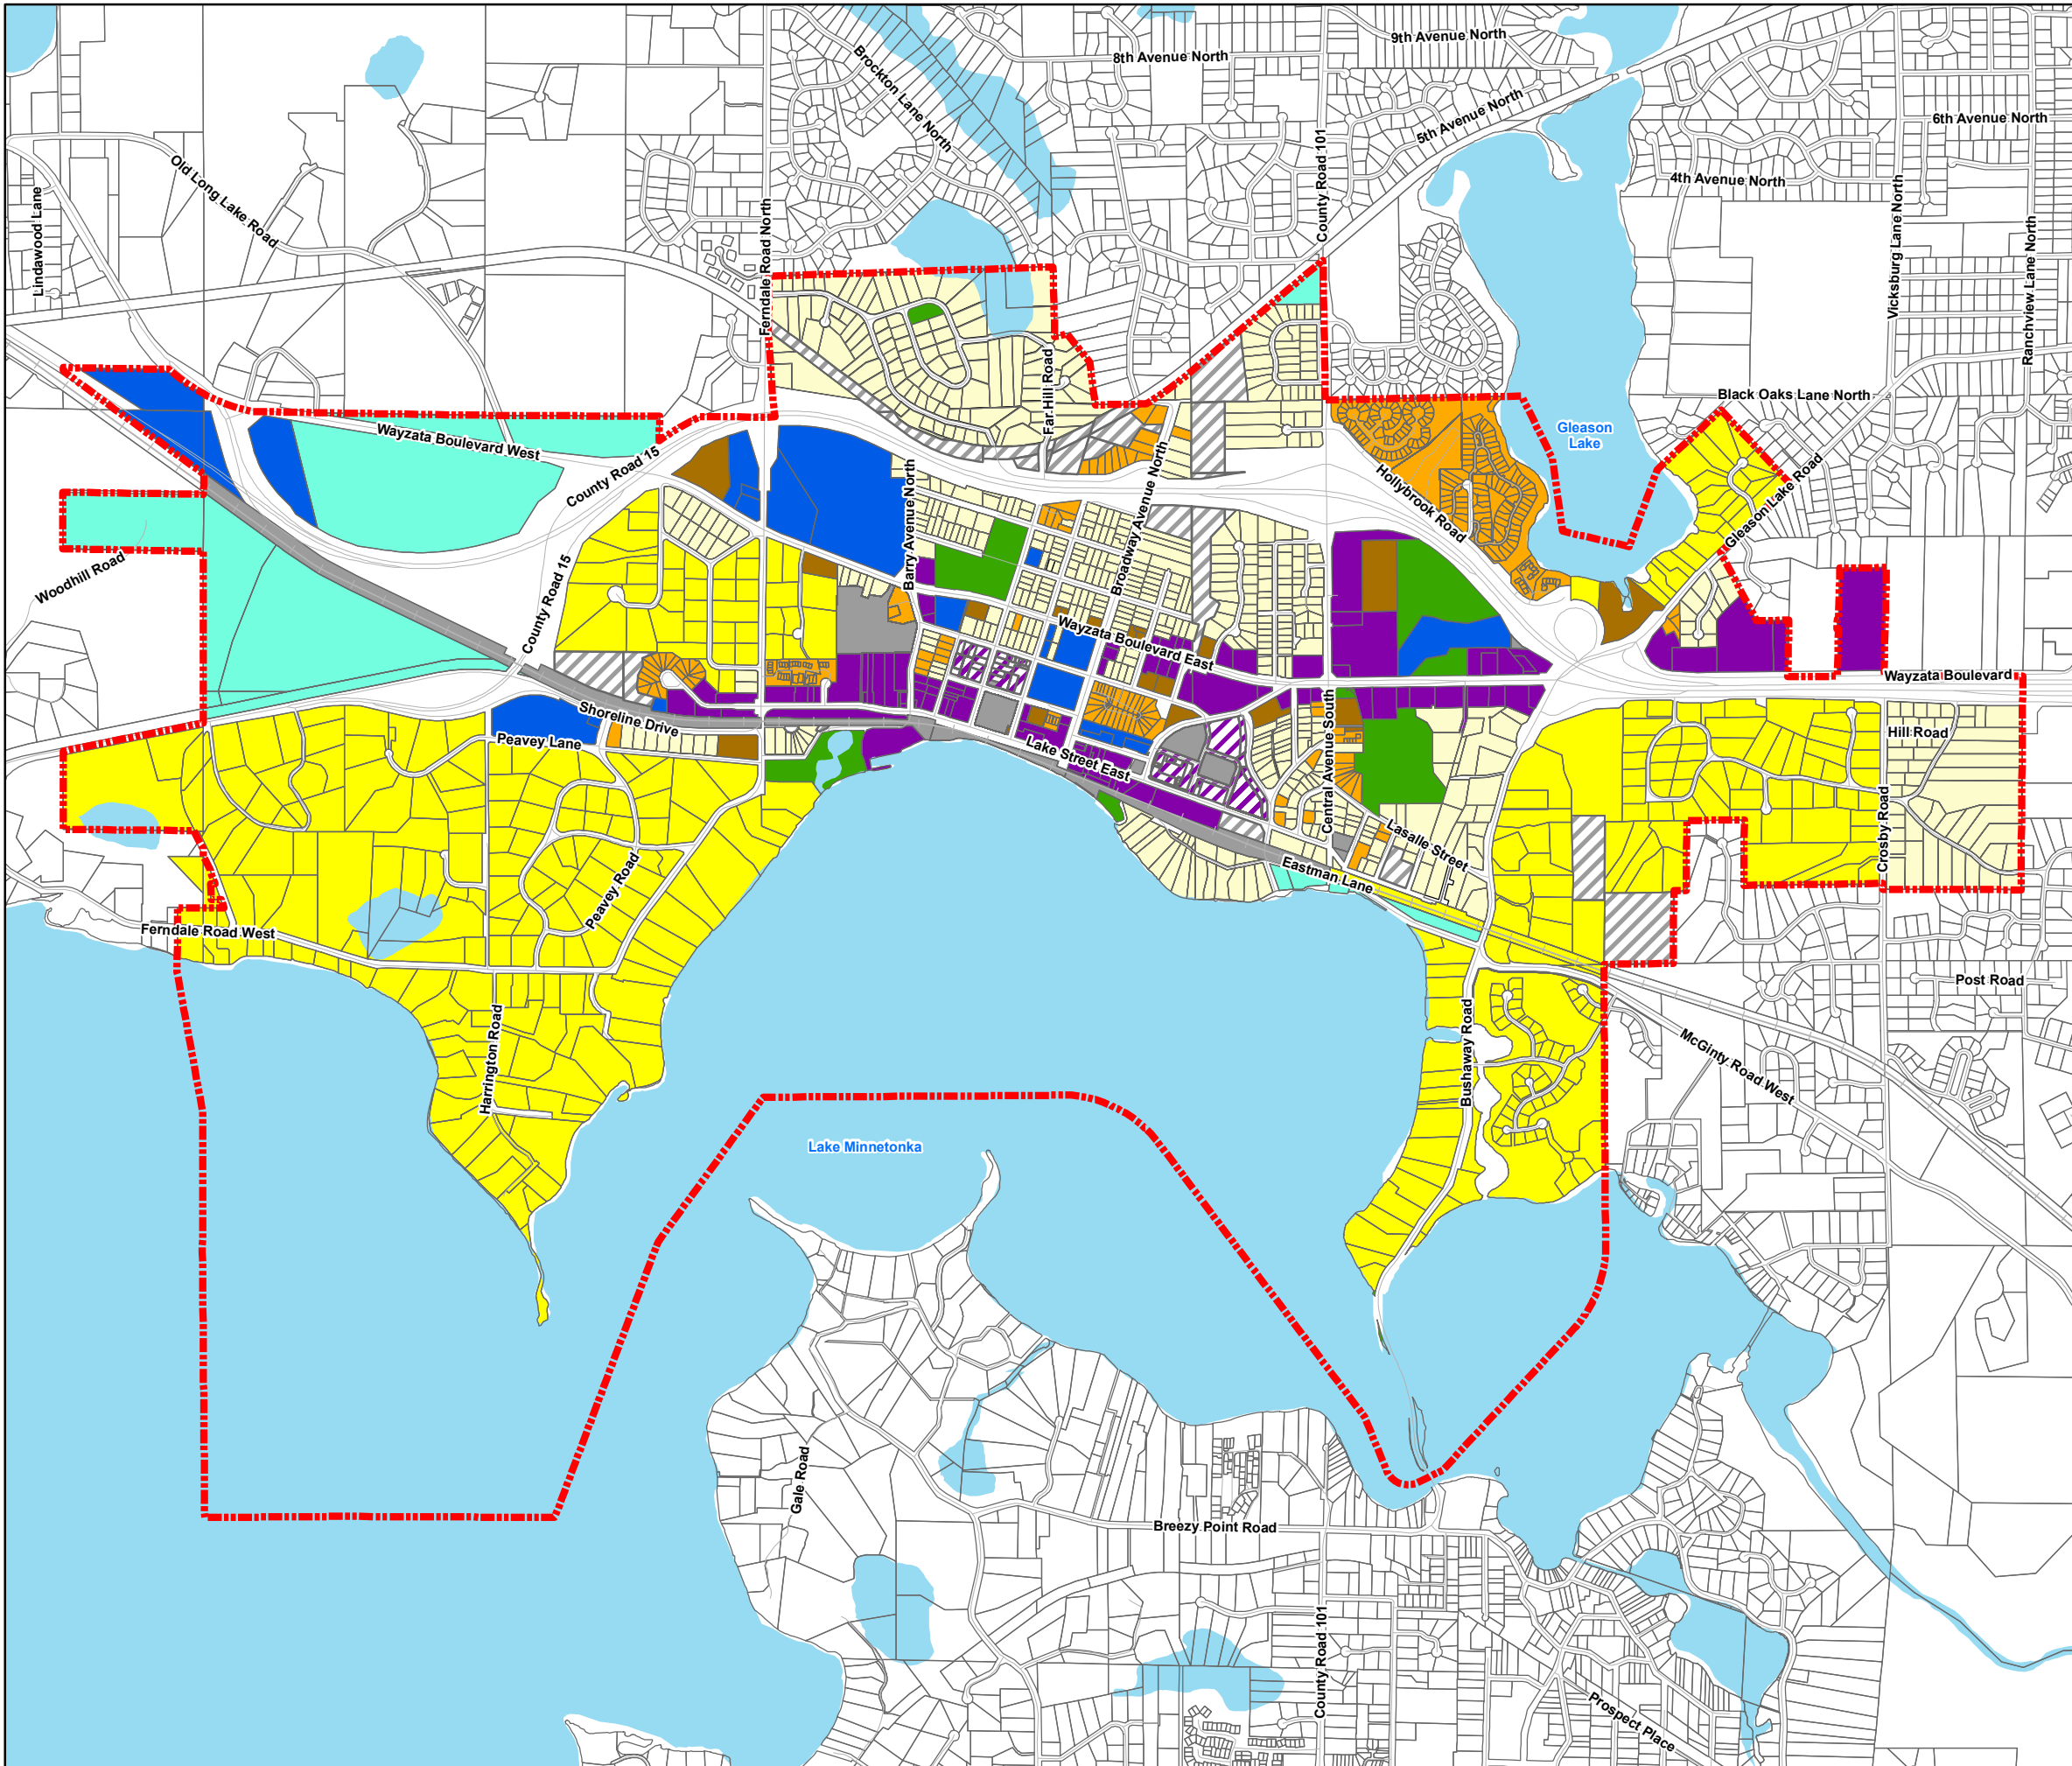 9th Avenue North
8th Avenue North
Brockton Lane North
5th Avenue North
6th Avenue North
County Road 101
4th Avenue North
Old Long Lake Road
Lindawood Lane
Ferndale Road North
Vicksburg Lane North
Ranchview Lane North
Far Hill Road
Black Oaks Lane North
Gleason
Lake
Wayzata Boulevard West
County Road 15
Barry Avenue North
Broadway Avenue North
Hollybrook Road
Gleason Lake Road
Woodhill Road
County Road 15
Wayzata Boulevard East
Wayzata Boulevard
Shoreline Drive
Peavey Lane
Lake Street East
Central Avenue South
Hill Road
Crosby Road
Lasalle Street
Eastman Lane
Peavey Road
Ferndale Road West
Post Road
Harrington Road
Bushaway Road
McGinty Road West
Lake Minnetonka
Gale Road
Breezy Point Road
County Road 101
Prospect Place